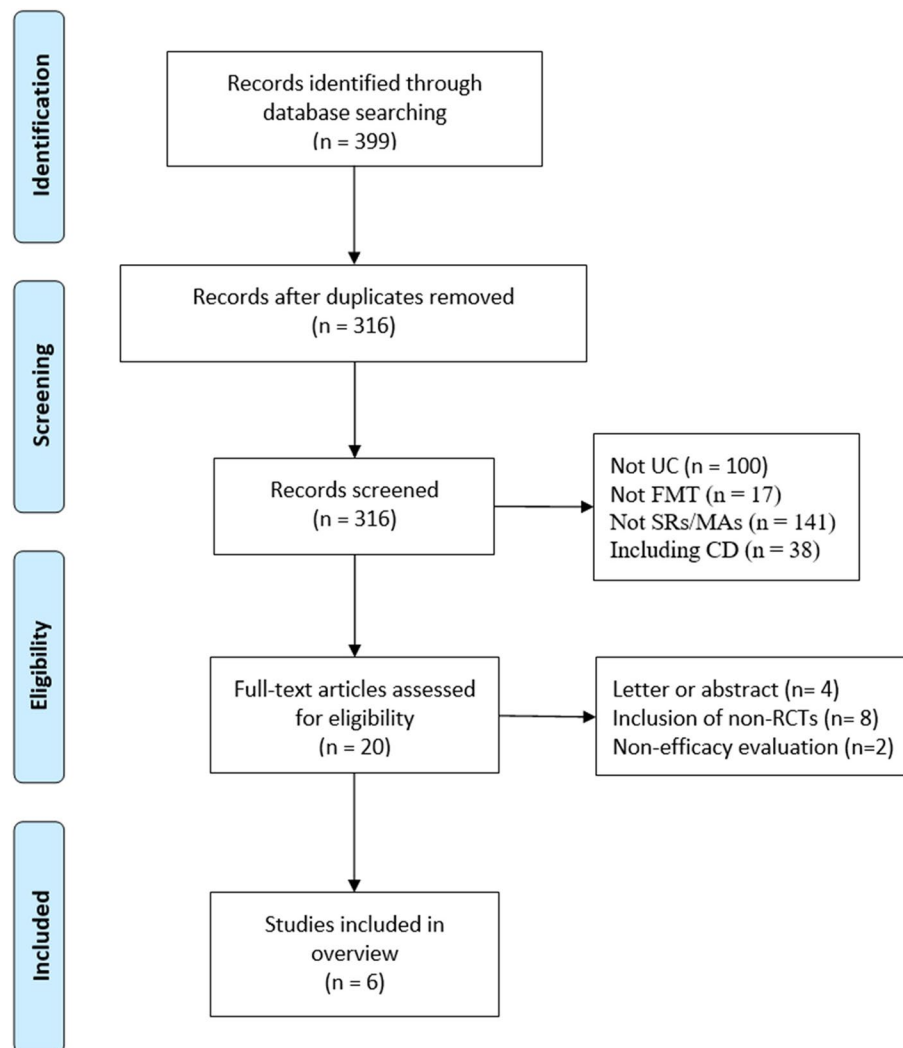 Identification
Records identified through
database searching
(n = 399)
Records after duplicates removed
(n = 316)
Screening
Records screened
(n = 316)
Not UC (n = 100)
Not FMT (n = 17)
Not SRs/MAs (n = 141)
Including CD (n = 38)
Eligibility
Full-text articles assessed
for eligibility
(n = 20)
Letter or abstract (n= 4)
Inclusion of non-RCTs (n= 8)
Non-efficacy evaluation (n=2)
Included
Studies included in
overview
(n = 6)